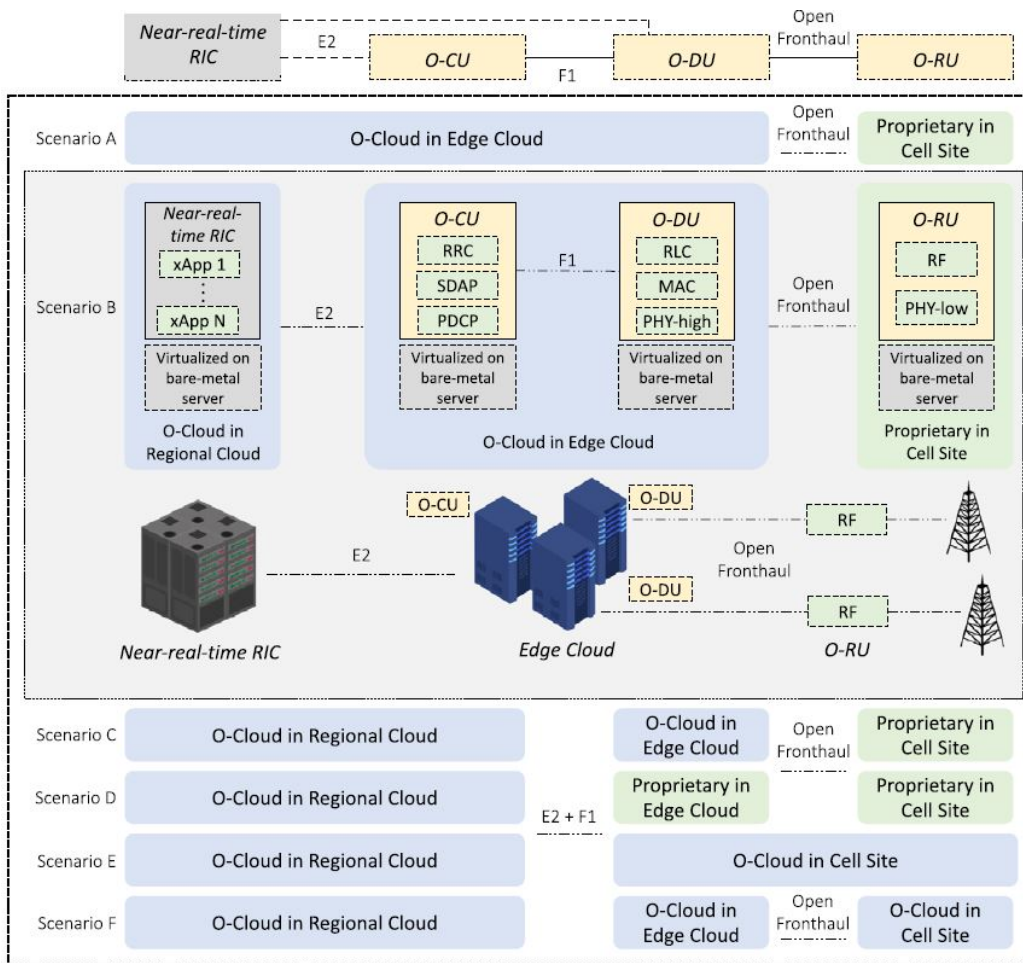 Near-real-time
RIC
E2
O-CU
F1
O-DU
Open
Fronthaul
O-RU
Scenario A
O-Cloud in Edge Cloud
Open
Fronthaul
Proprietary in
Cell Site
Scenario B
Near-real-
time RIC
xApp 1
xApp N
Virtualized on
bare-metal
server
O-Cloud in
Regional Cloud
E2
O-CU
RRC
SDAP
PDCP
Virtualized on
bare-metal
server
F1
O-DU
RLC
MAC
PHY-high
Virtualized on
bare-metal
server
O-Cloud in Edge Cloud
Open
Fronthaul
O-RU
RF
PHY-low
Virtualized on
bare-metal
server
Proprietary in
Cell Site
O-CU
O-DU
RF
E2
Open
Fronthaul
O-DU
RF
Near-real-time RIC
Edge Cloud
O-RU
Scenario C
O-Cloud in Regional Cloud
O-Cloud in
Edge Cloud
Open
Fronthaul
Proprietary in
Cell Site
Scenario D
O-Cloud in Regional Cloud
Proprietary in
Edge Cloud
Proprietary in
Cell Site
E2 + F1
Scenario E
O-Cloud in Regional Cloud
O-Cloud in Cell Site
Scenario F
O-Cloud in Regional Cloud
O-Cloud in
Edge Cloud
Open
Fronthaul
O-Cloud in
Cell Site